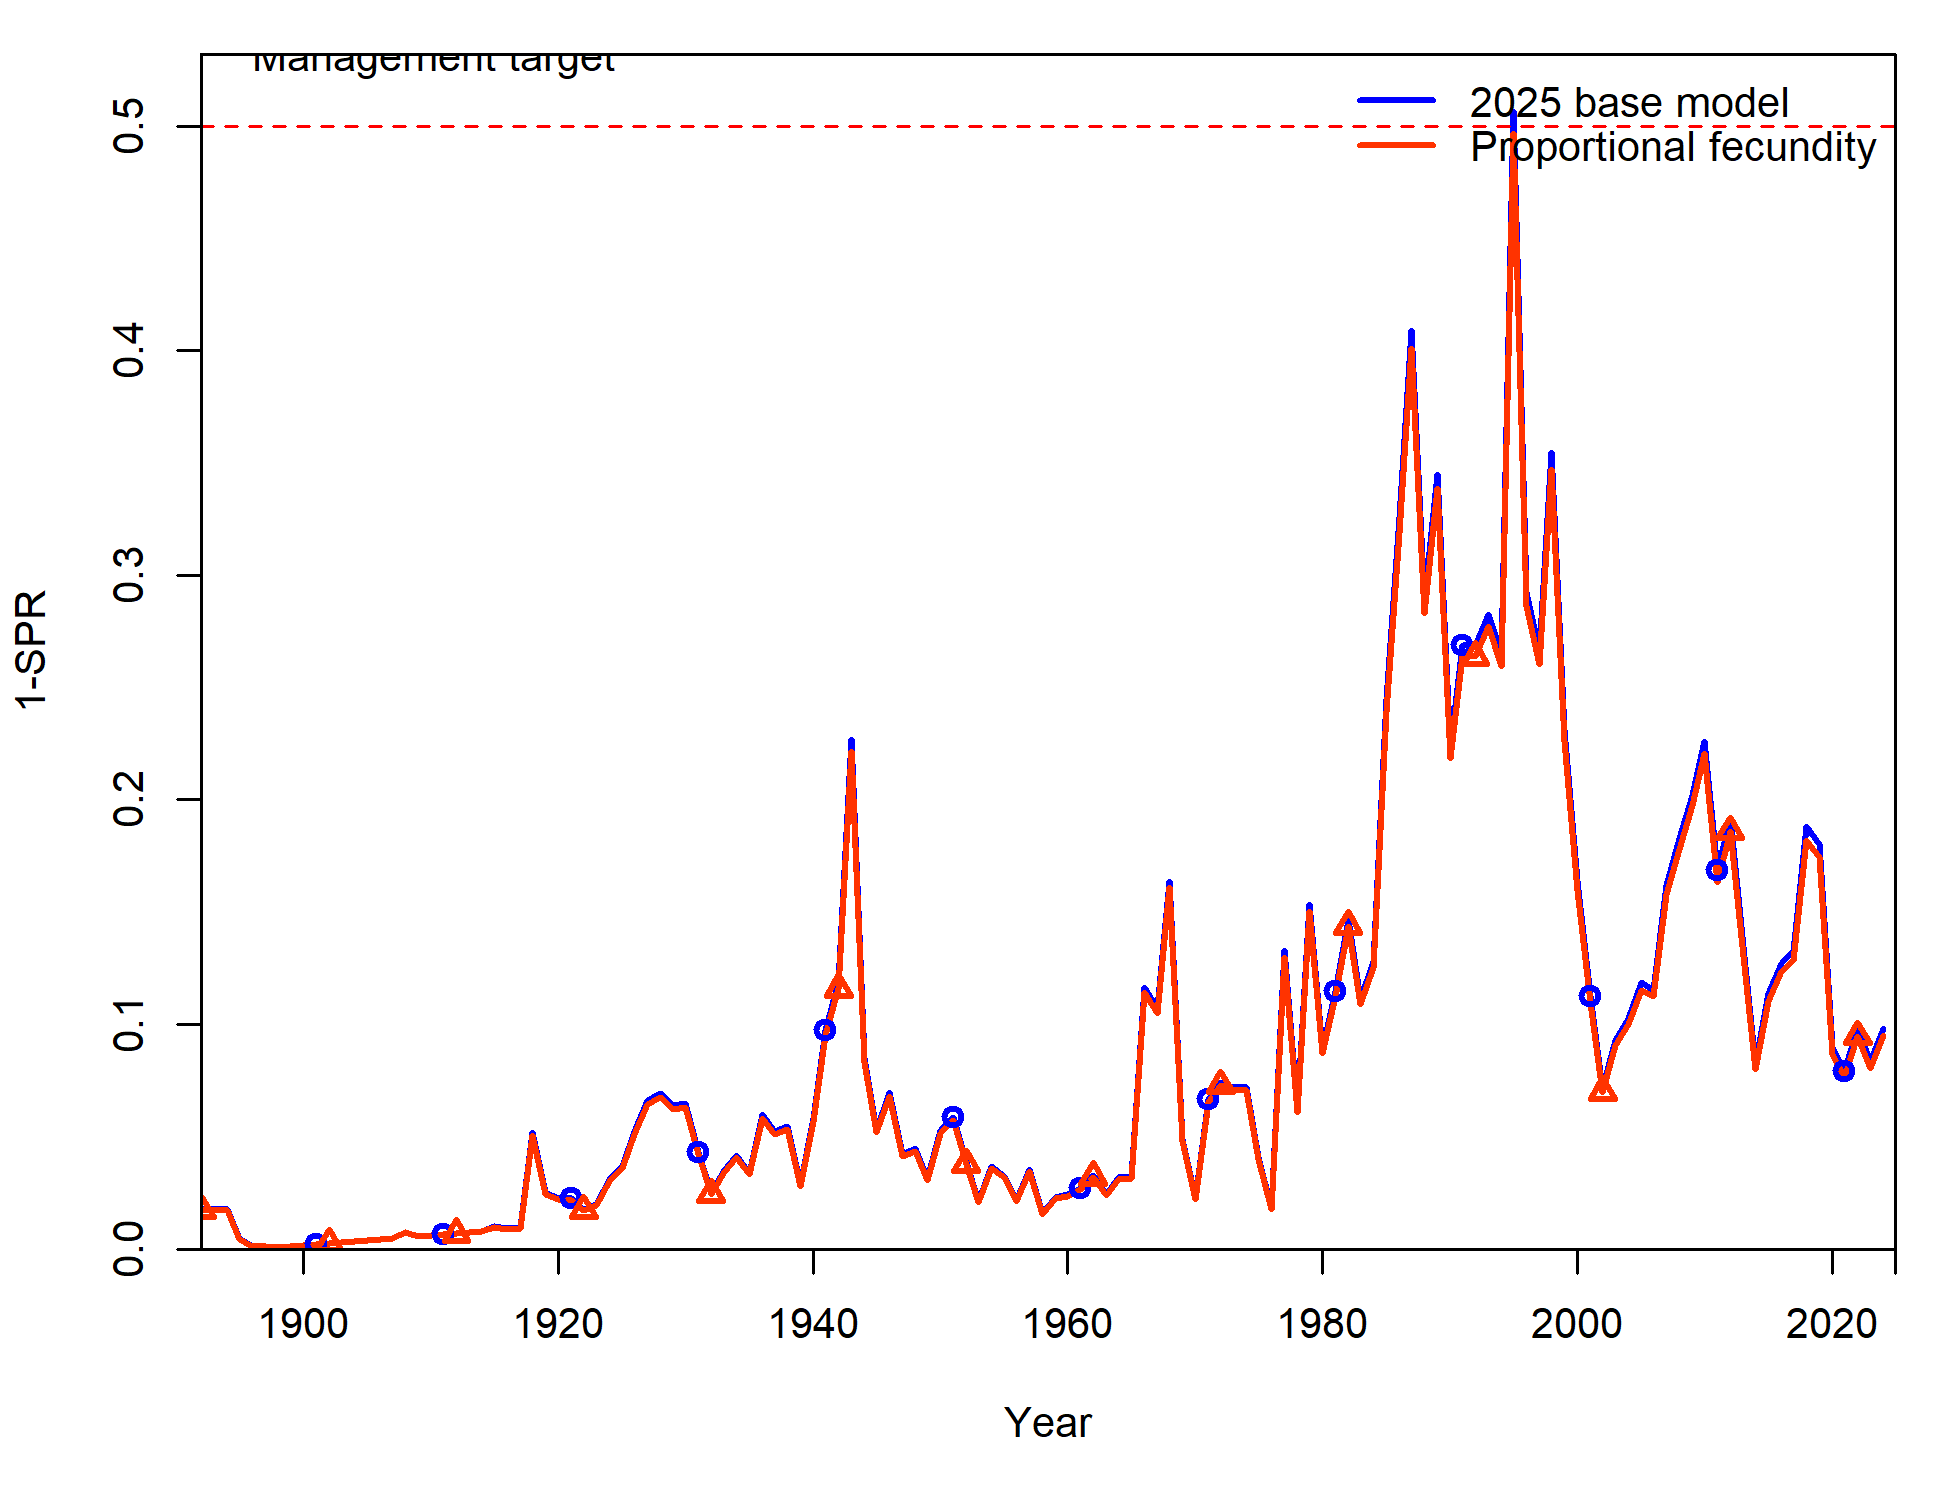 Management target
2025 base model
Proportional fecundity
0.5
0.4
0.3
0.2
0.1
0.0
1-SPR
1900 1920 1940 1960 1980 2000 2020
Year